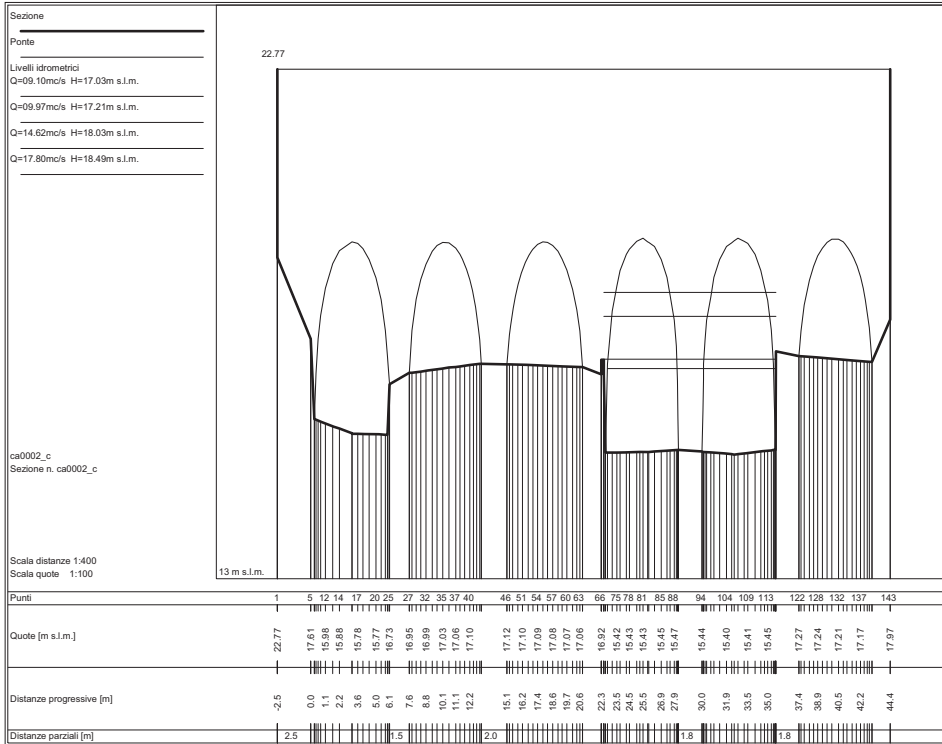 Sezione
Ponte
Livelli idrometrici
Q=09.10mc/s H=17.03m s.l.m.
Q=09.97mc/s H=17.21m s.l.m.
Q=14.62mc/s H=18.03m s.l.m.
Q=17.80mc/s H=18.49m s.l.m.
22.77
ca0002_c
Sezione n. ca0002_c
Scala distanze 1:400
Scala quote 1:100
13 m s.l.m.
Punti 1 5 12 14 17 20 25 27 32 35 37 40 46 51 54 57 60 63 66 75 78 81 85 88 94 104 109 113 122 128 132 137 143
Quote [m s.l.m.] 22.77 17.61 15.98 15.88 15.78 15.77 16.73 16.95 16.99 17.03 17.06 17.10 17.12 17.10 17.09 17.08 17.07 17.06 16.92 15.42 15.43 15.43 15.45 15.47 15.44 15.40 15.41 15.45 17.27 17.24 17.21 17.17 17.97
Distanze progressive [m] -2.5 0.0 1.1 2.2 3.6 5.0 6.1 7.6 8.8 10.1 11.1 12.2 15.1 16.2 17.4 18.6 19.7 20.6 22.3 23.5 24.5 25.5 26.9 27.9 30.0 31.9 33.5 35.0 37.4 38.9 40.5 42.2 44.4
Distanze parziali [m] 2.5 1.5 2.0 1.8 1.8